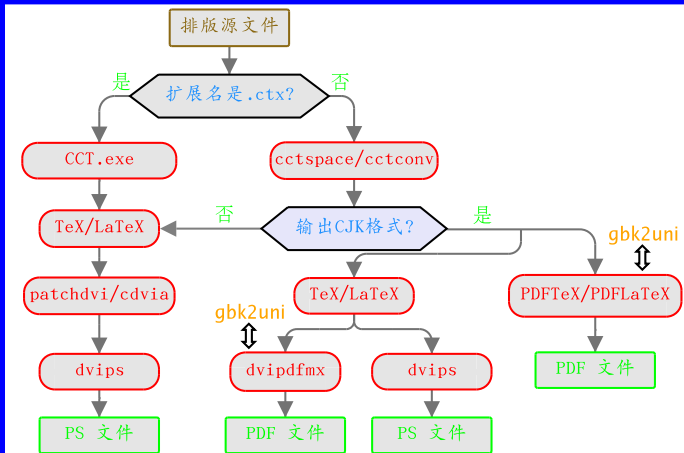 排版源文件
是
否
扩展名是.ctx?
CCT.exe
cctspace/cctconv
否
是
TeX/LaTeX
输出CJK格式?
gbk2uni
patchdvi/cdvia
TeX/LaTeX
PDFTeX/PDFLaTeX
gbk2uni
dvips
dvipdfmx
dvips
PDF 文件
PS 文件
PDF 文件
PS 文件